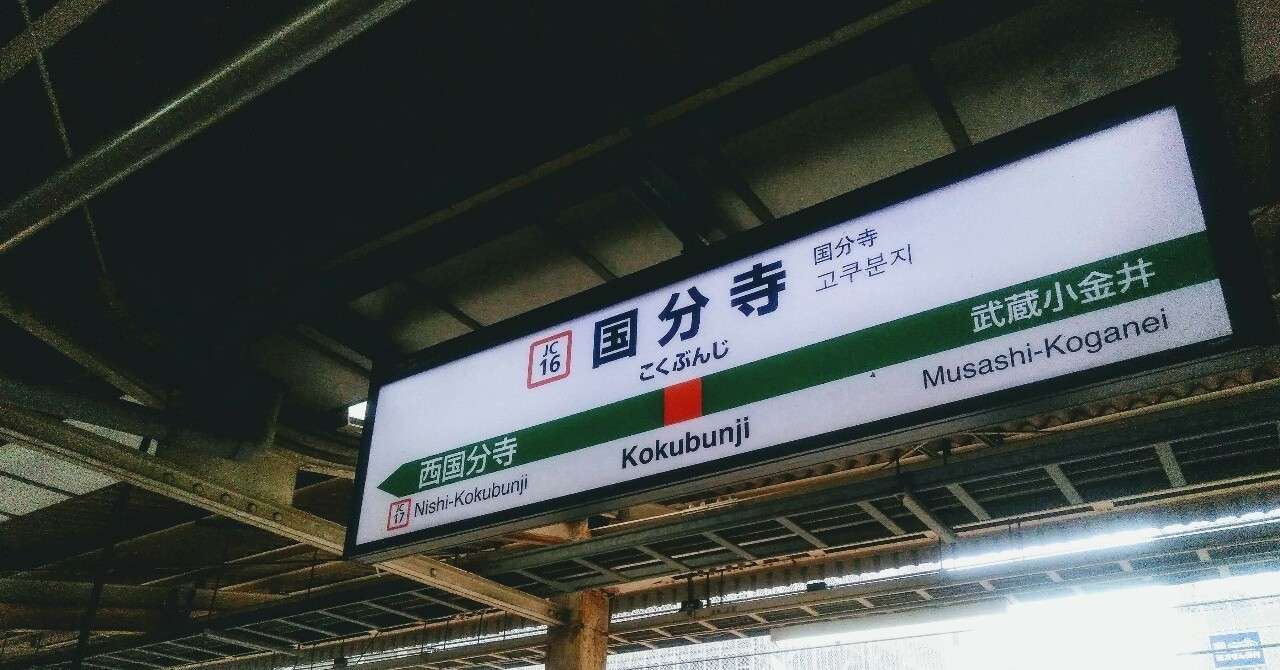 JC
16
国分寺
国分寺
고쿠분지
こくぶんじ
西国分寺
武蔵小金井
JC
17
Nishi-Kokubunji
Kokubunji
Musashi-Koganei